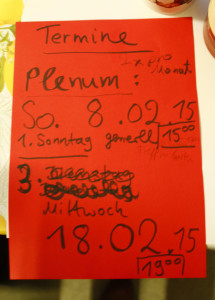 Termine
Plenum:
So. 8.02.15
1. Sonntag generell 15⁰⁰
3.
Mittwoch
18.02.15
19⁰⁰